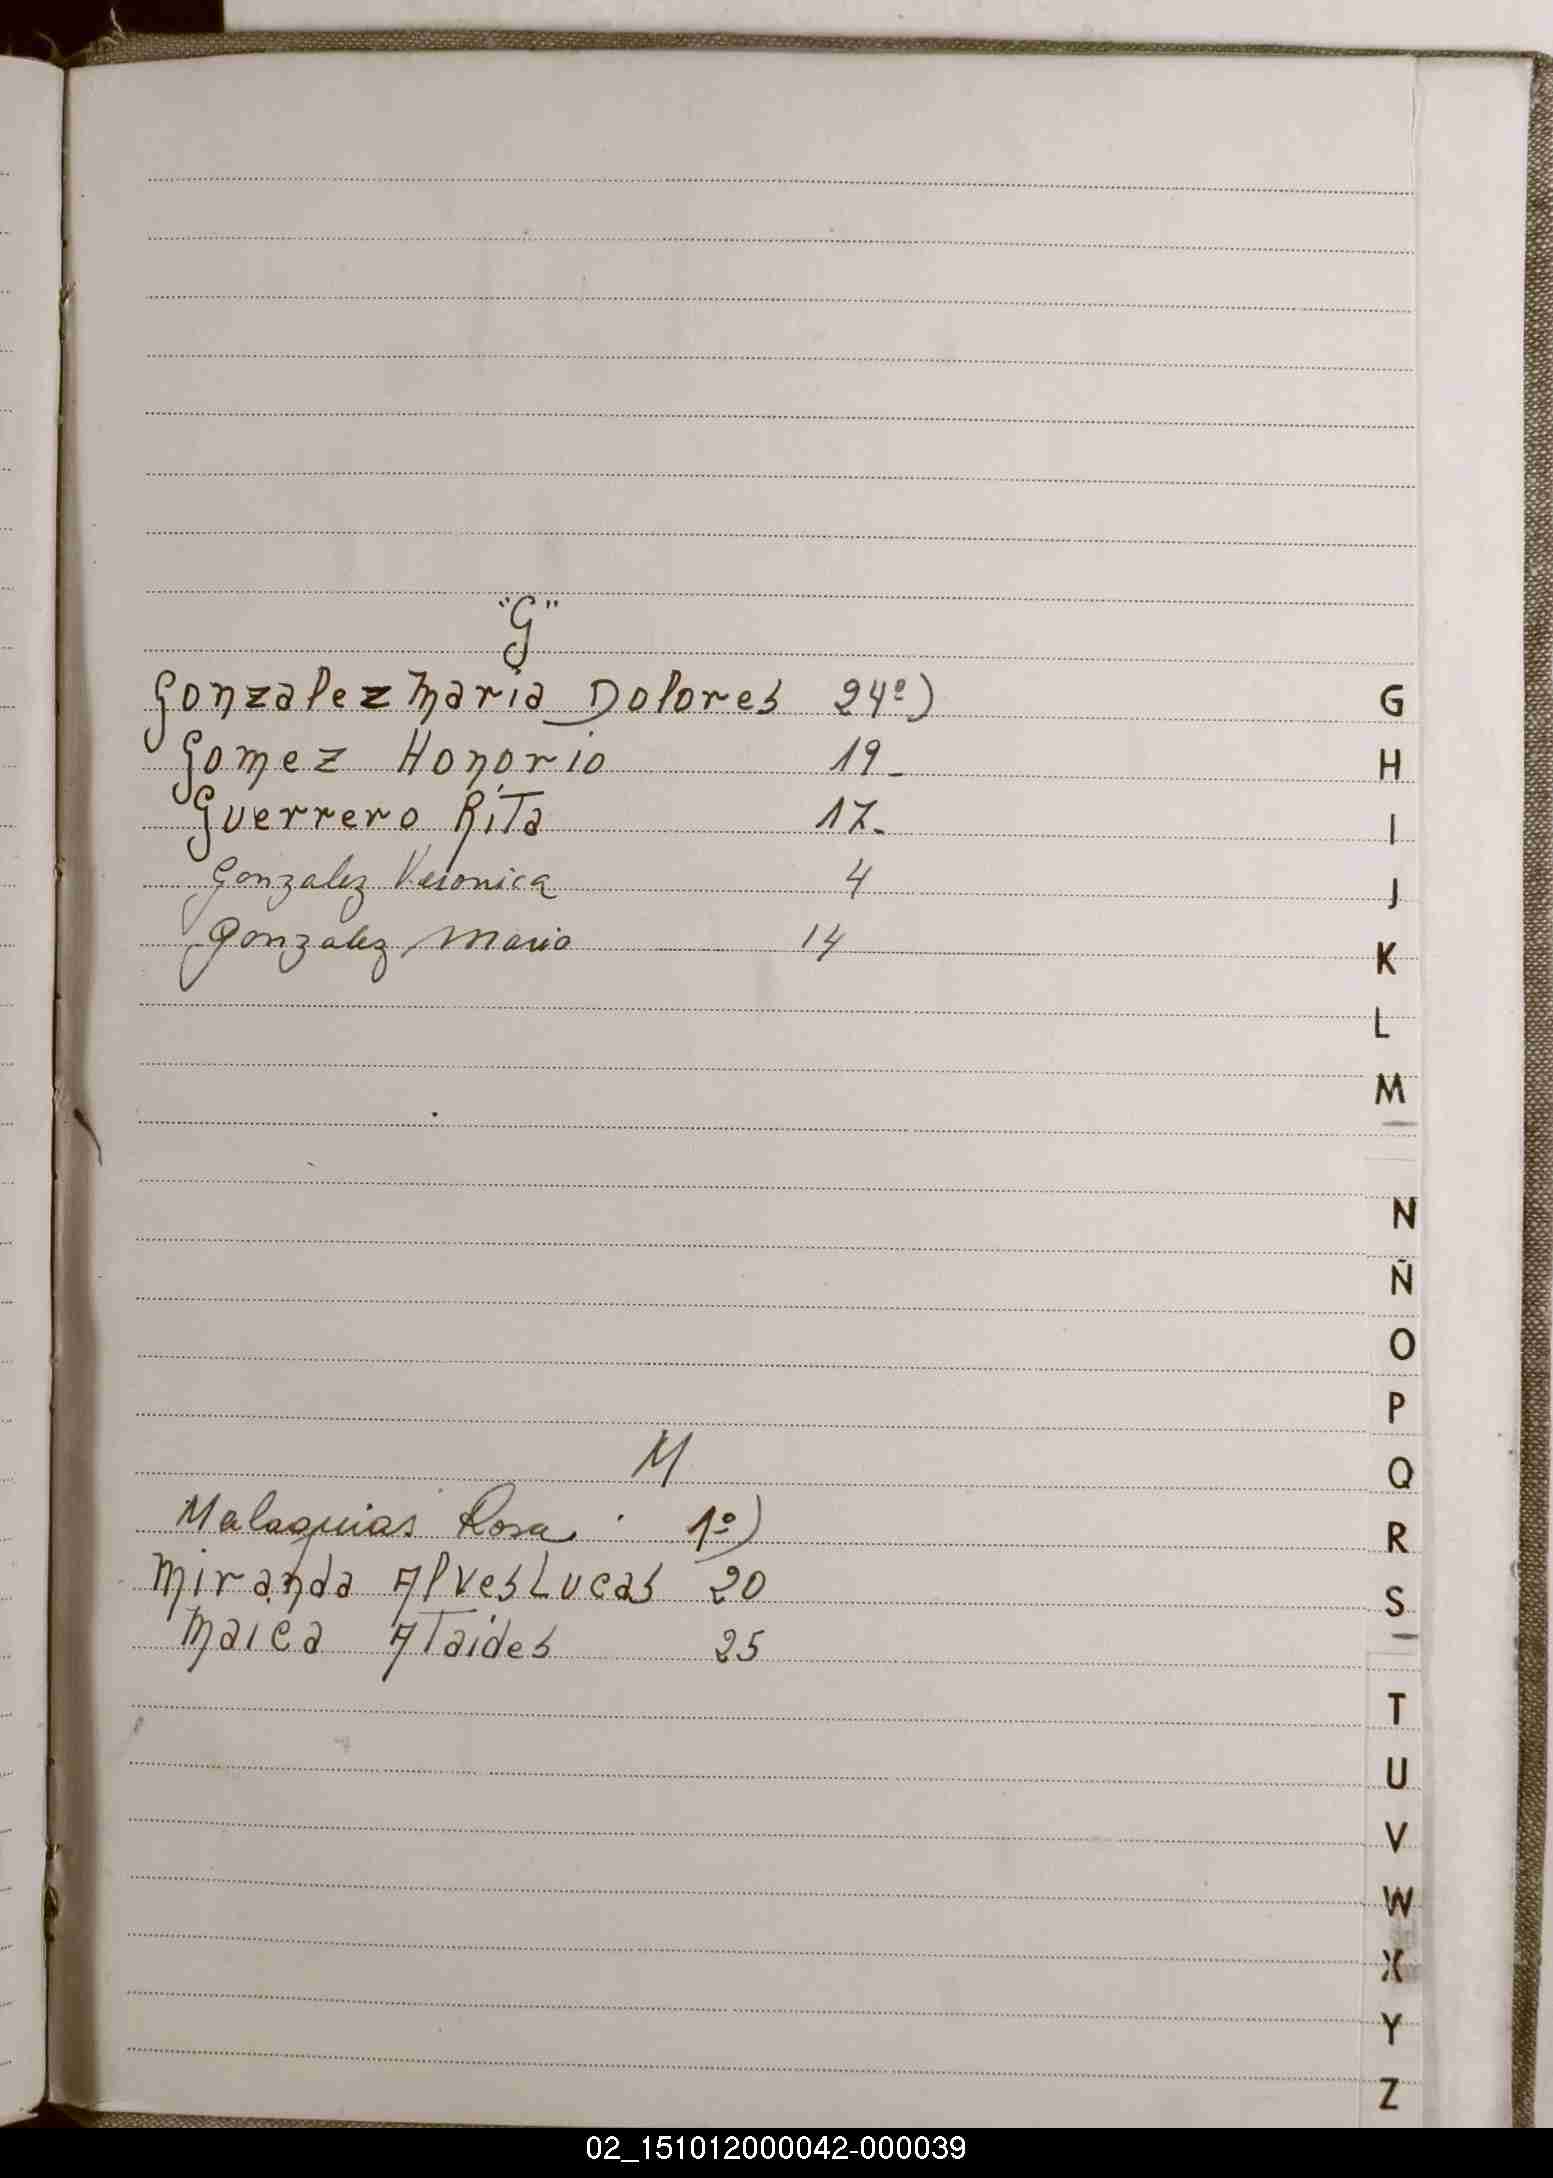 "G"
Gonzalez Maria Dolores 24º)
Gomez Honorio 19-
Guerrero Rita 17-
Gonzalez Veronica 4
Gonzalez Mario 14
M
Malaquias Rosa 1º)
Miranda Alves Lucas 20
Maica Ataides 25
G
H
I
J
K
L
M
N
Ñ
O
P
Q
R
S
T
U
V
W
X
Y
Z
02_151012000042-000039